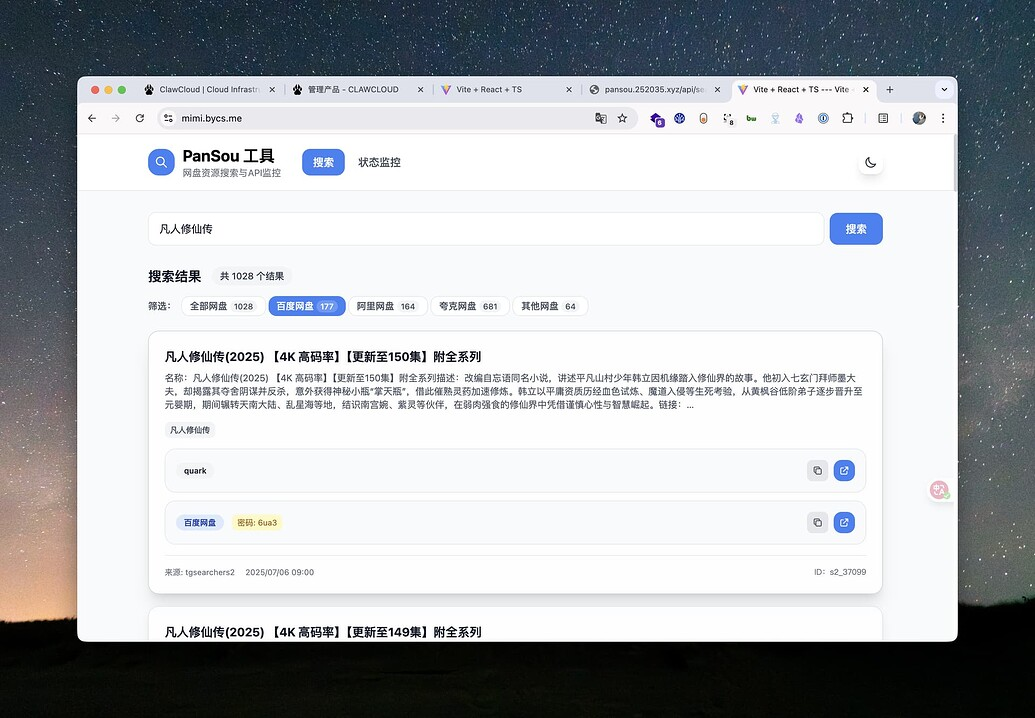 ClawCloud | Cloud Infrastr
管理产品 - CLAWCLOUD
Vite + React + TS
pansou.252035.xyz/api/se
Vite + React + TS --- Vite
mimi.bycs.me
6
8
PanSou 工具
网盘资源搜索与API监控
搜索
状态监控
凡人修仙传
搜索
搜索结果
共 1028 个结果
筛选:
全部网盘 1028
百度网盘 177
阿里网盘 164
夸克网盘 681
其他网盘 64
凡人修仙传(2025) 【4K 高码率】【更新至150集】附全系列
名称：凡人修仙传(2025) 【4K 高码率】【更新至150集】附全系列描述：改编自忘语同名小说，讲述平凡山村少年韩立因机缘踏入修仙界的故事。他初入七玄门拜师墨大
夫，却揭露其夺舍阴谋并反杀，意外获得神秘小瓶“掌天瓶”，借此催熟灵药加速修炼。韩立以平庸资质历经血色试炼、魔道入侵等生死考验，从黄枫谷低阶弟子逐步晋升至
元婴期，期间辗转天南大陆、乱星海等地，结识南宫婉、紫灵等伙伴，在弱肉强食的修仙界中凭借谨慎心性与智慧崛起。链接：...
凡人修仙传
quark
百度网盘
密码: 6ua3
来源: tgsearchers2
2025/07/06 09:00
ID: s2_37099
凡人修仙传(2025) 【4K 高码率】【更新至149集】附全系列